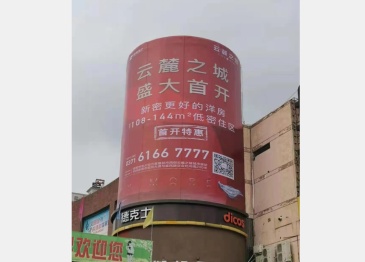 云麓之城
盛大首开
新密更好的洋房
108-144m²低密住区
首开特惠
0371 6166 7777
德克士
dicos
欢迎您